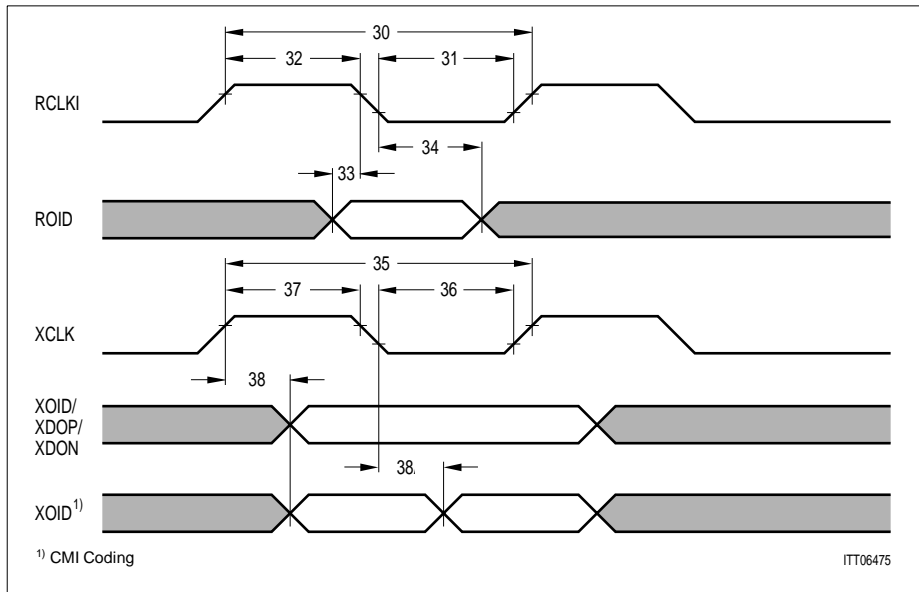 30
32
31
RCLKI
34
33
ROID
35
37
36
XCLK
38
XOID/
XDOP/
XDON
38
XOID1)
1) CMI Coding
ITT06475